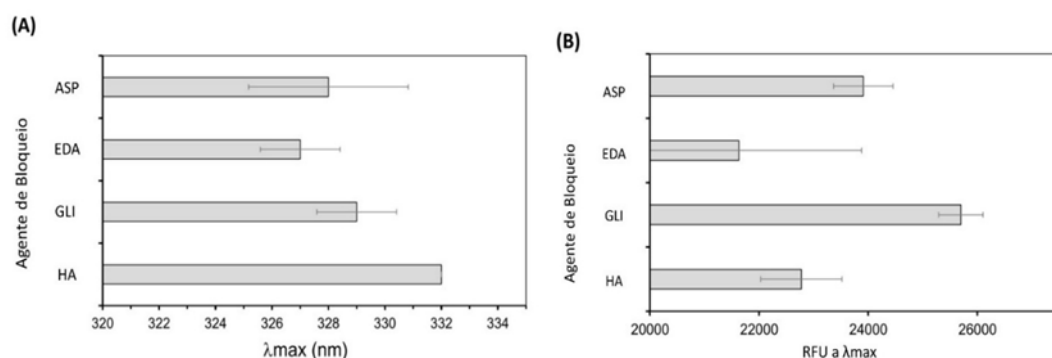 (A)
Agente de Bloqueio
ASP
EDA
GLI
HA
320 322 324 326 328 330 332 334
λmax (nm)
(B)
Agente de Bloqueio
ASP
EDA
GLI
HA
20000 22000 24000 26000
RFU a λmax